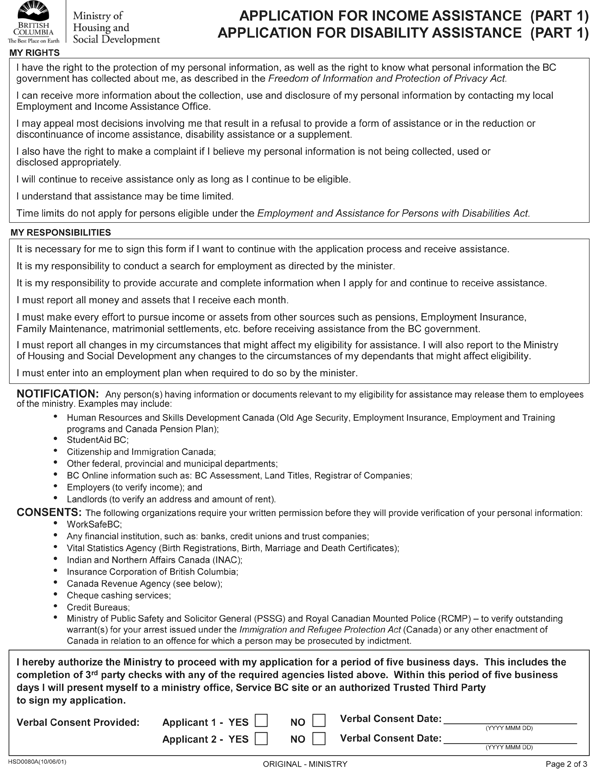 BRITISH
COLUMBIA
The Best Place on Earth
Ministry of
Housing and
Social Development
APPLICATION FOR INCOME ASSISTANCE (PART 1)
APPLICATION FOR DISABILITY ASSISTANCE (PART 1)
MY RIGHTS
I have the right to the protection of my personal information, as well as the right to know what personal information the BC
government has collected about me, as described in the Freedom of Information and Protection of Privacy Act.
I can receive more information about the collection, use and disclosure of my personal information by contacting my local
Employment and Income Assistance Office.
I may appeal most decisions involving me that result in a refusal to provide a form of assistance or in the reduction or
discontinuance of income assistance, disability assistance or a supplement.
I also have the right to make a complaint if I believe my personal information is not being collected, used or
disclosed appropriately.
I will continue to receive assistance only as long as I continue to be eligible.
I understand that assistance may be time limited.
Time limits do not apply for persons eligible under the Employment and Assistance for Persons with Disabilities Act.
MY RESPONSIBILITIES
It is necessary for me to sign this form if I want to continue with the application process and receive assistance.
It is my responsibility to conduct a search for employment as directed by the minister.
It is my responsibility to provide accurate and complete information when I apply for and continue to receive assistance.
I must report all money and assets that I receive each month.
I must make every effort to pursue income or assets from other sources such as pensions, Employment Insurance,
Family Maintenance, matrimonial settlements, etc. before receiving assistance from the BC government.
I must report all changes in my circumstances that might affect my eligibility for assistance. I will also report to the Ministry
of Housing and Social Development any changes to the circumstances of my dependants that might affect eligibility.
I must enter into an employment plan when required to do so by the minister.
NOTIFICATION: Any person(s) having information or documents relevant to my eligibility for assistance may release them to employees
of the ministry. Examples may include:
• Human Resources and Skills Development Canada (Old Age Security, Employment Insurance, Employment and Training
programs and Canada Pension Plan);
• StudentAid BC;
• Citizenship and Immigration Canada;
• Other federal, provincial and municipal departments;
• BC Online information such as: BC Assessment, Land Titles, Registrar of Companies;
• Employers (to verify income); and
• Landlords (to verify an address and amount of rent).
CONSENTS: The following organizations require your written permission before they will provide verification of your personal information:
• WorkSafeBC;
• Any financial institution, such as: banks, credit unions and trust companies;
• Vital Statistics Agency (Birth Registrations, Birth, Marriage and Death Certificates);
• Indian and Northern Affairs Canada (INAC);
• Insurance Corporation of British Columbia;
• Canada Revenue Agency (see below);
• Cheque cashing services;
• Credit Bureaus;
• Ministry of Public Safety and Solicitor General (PSSG) and Royal Canadian Mounted Police (RCMP) – to verify outstanding
warrant(s) for your arrest issued under the Immigration and Refugee Protection Act (Canada) or any other enactment of
Canada in relation to an offence for which a person may be prosecuted by indictment.
I hereby authorize the Ministry to proceed with my application for a period of five business days. This includes the
completion of 3rd party checks with any of the required agencies listed above. Within this period of five business
days I will present myself to a ministry office, Service BC site or an authorized Trusted Third Party
to sign my application.
Verbal Consent Provided: Applicant 1 - YES NO Verbal Consent Date:
(YYYY MMM DD)
Applicant 2 - YES NO Verbal Consent Date:
(YYYY MMM DD)
HSD0080A(10/06/01) ORIGINAL - MINISTRY Page 2 of 3